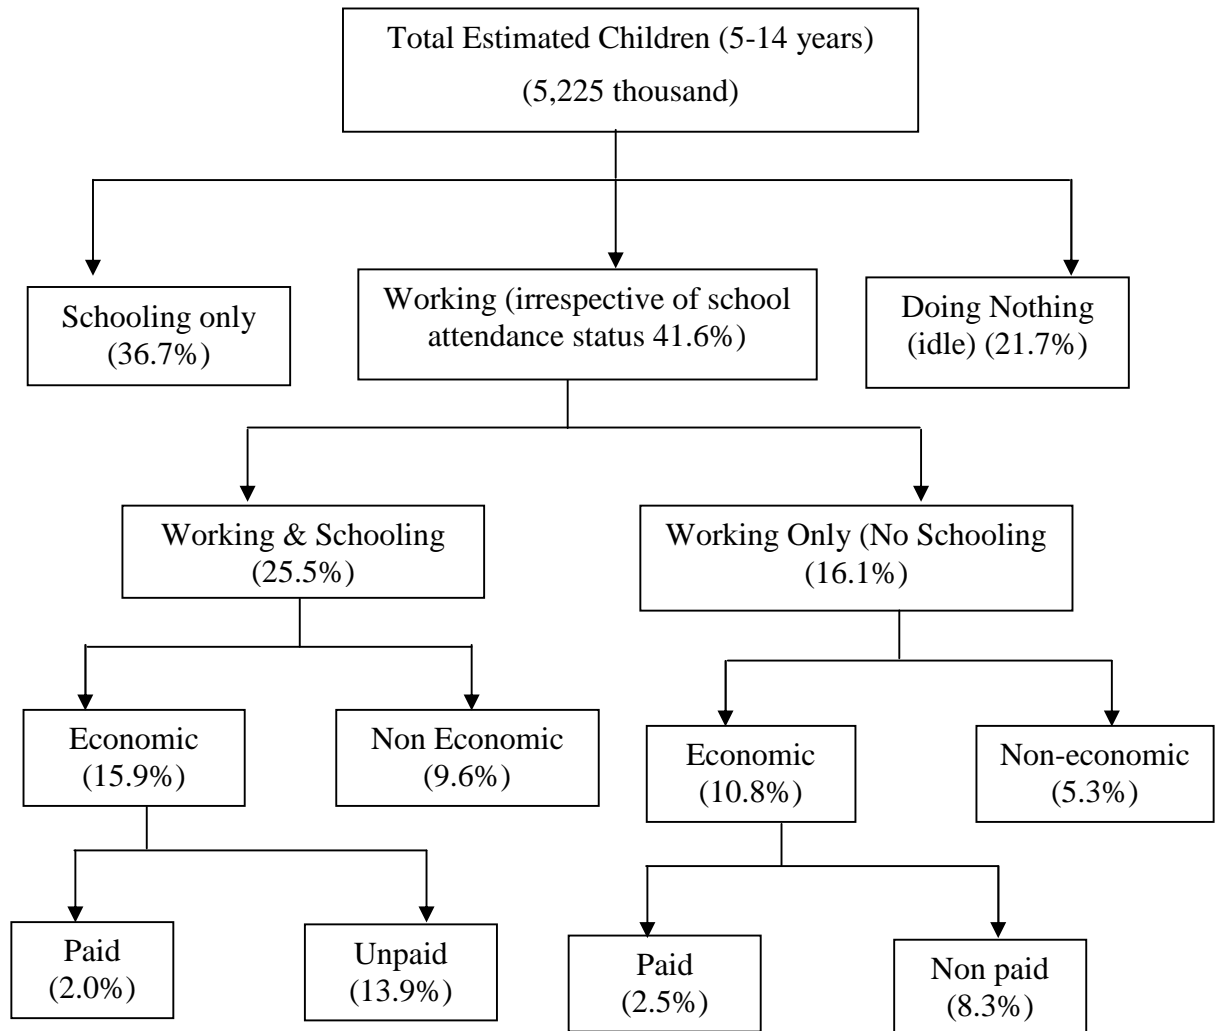 Total Estimated Children (5-14 years)
(5,225 thousand)
Schooling only
(36.7%)
Working (irrespective of school
attendance status 41.6%)
Doing Nothing
(idle) (21.7%)
Working & Schooling
(25.5%)
Working Only (No Schooling
(16.1%)
Economic
(15.9%)
Non Economic
(9.6%)
Economic
(10.8%)
Non-economic
(5.3%)
Paid
(2.0%)
Unpaid
(13.9%)
Paid
(2.5%)
Non paid
(8.3%)